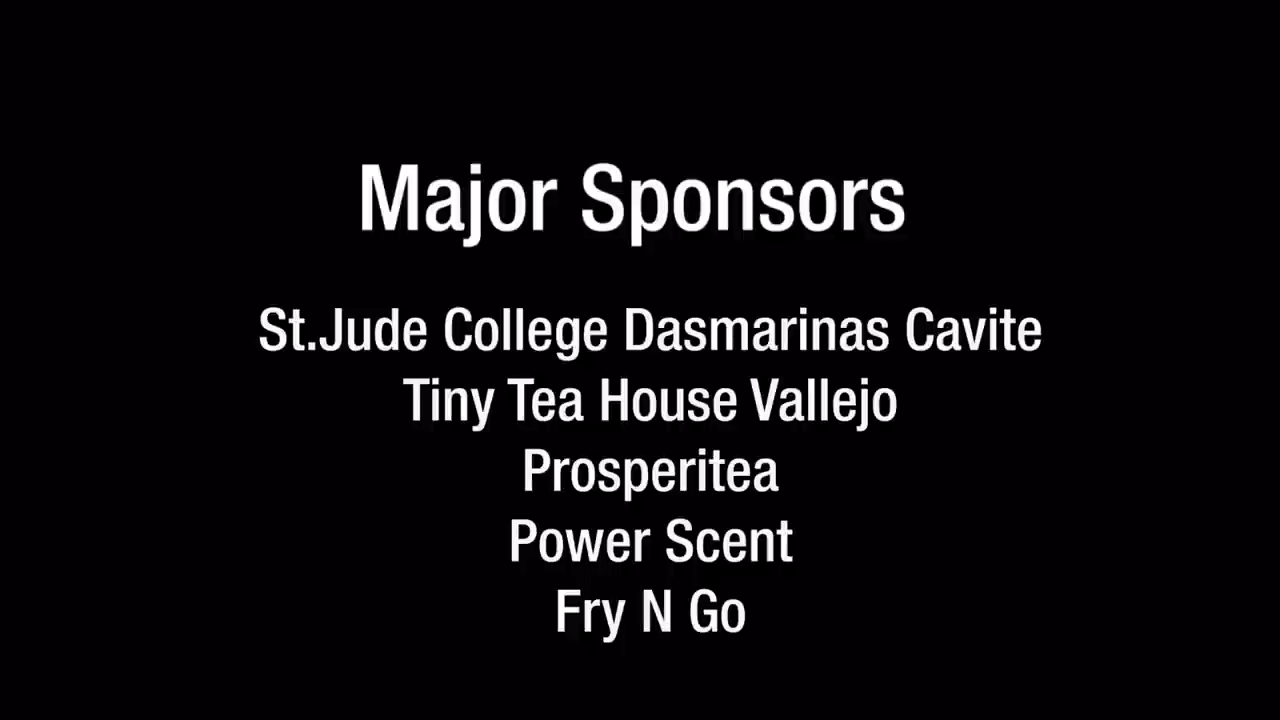 Major Sponsors
St.Jude College Dasmarinas Cavite
Tiny Tea House Vallejo
Prosperitea
Power Scent
Fry N Go